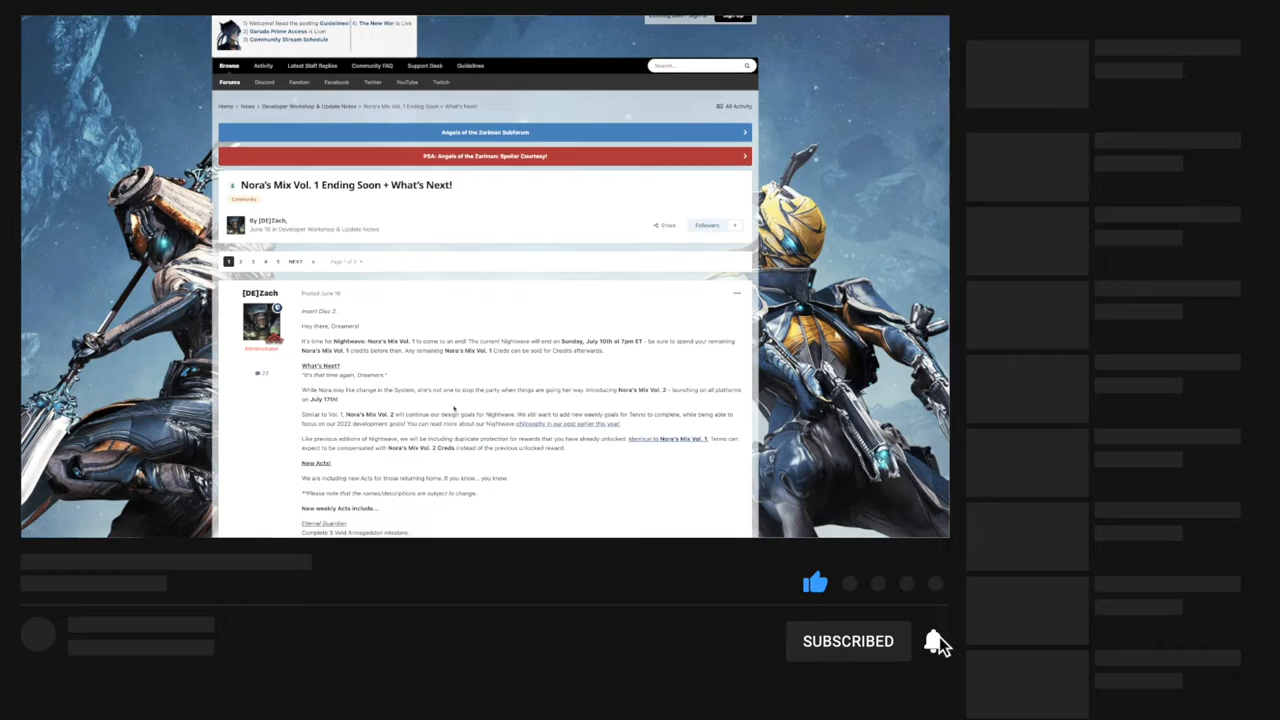 1) Welcome! Read the posting Guidelines!
4) The New War is Live
2) Garuda Prime Access is Live!
3) Community Stream Schedule
Sign Up
Browse Activity Latest Staff Replies Community FAQ Support Desk Guidelines
Search...
Forums Discord Fandom Facebook Twitter YouTube Twitch
Home > News > Developer Workshop & Update Notes > Nora's Mix Vol. 1 Ending Soon + What's Next!
All Activity
Angels of the Zariman Subforum
PSA: Angels of the Zariman: Spoiler Courtesy!
Nora's Mix Vol. 1 Ending Soon + What's Next!
Community
By [DE]Zach,
June 16 in Developer Workshop & Update Notes
Share
Followers
1 2 3 4 5 NEXT » Page 1 of 5
[DE]Zach
Posted June 16
Insert Disc 2.
Hey there, Dreamers!
It's time for Nightwave: Nora's Mix Vol. 1 to come to an end! The current Nightwave will end on Sunday, July 10th at 7pm ET - be sure to spend your remaining
Nora's Mix Vol. 1 credits before then. Any remaining Nora's Mix Vol. 1 Creds can be sold for Credits afterwards.
Administrator
23
What's Next?
"It's that time again, Dreamers."
While Nora may like change in the System, she's not one to stop the party when things are going her way. Introducing Nora's Mix Vol. 2 - launching on all platforms
on July 17th!
Similar to Vol. 1, Nora's Mix Vol. 2 will continue our design goals for Nightwave. We still want to add new weekly goals for Tenno to complete, while being able to
focus on our 2022 development goals! You can read more about our Nightwave philosophy in our post earlier this year!
Like previous editions of Nightwave, we will be including duplicate protection for rewards that you have already unlocked. Identical to Nora's Mix Vol. 1, Tenno can
expect to be compensated with Nora's Mix Vol. 2 Creds instead of the previous unlocked reward.
New Acts!
We are including new Acts for those returning home. If you know... you know.
**Please note that the names/descriptions are subject to change.
New weekly Acts include...
Eternal Guardian
Complete 3 Void Armageddon missions.
SUBSCRIBED